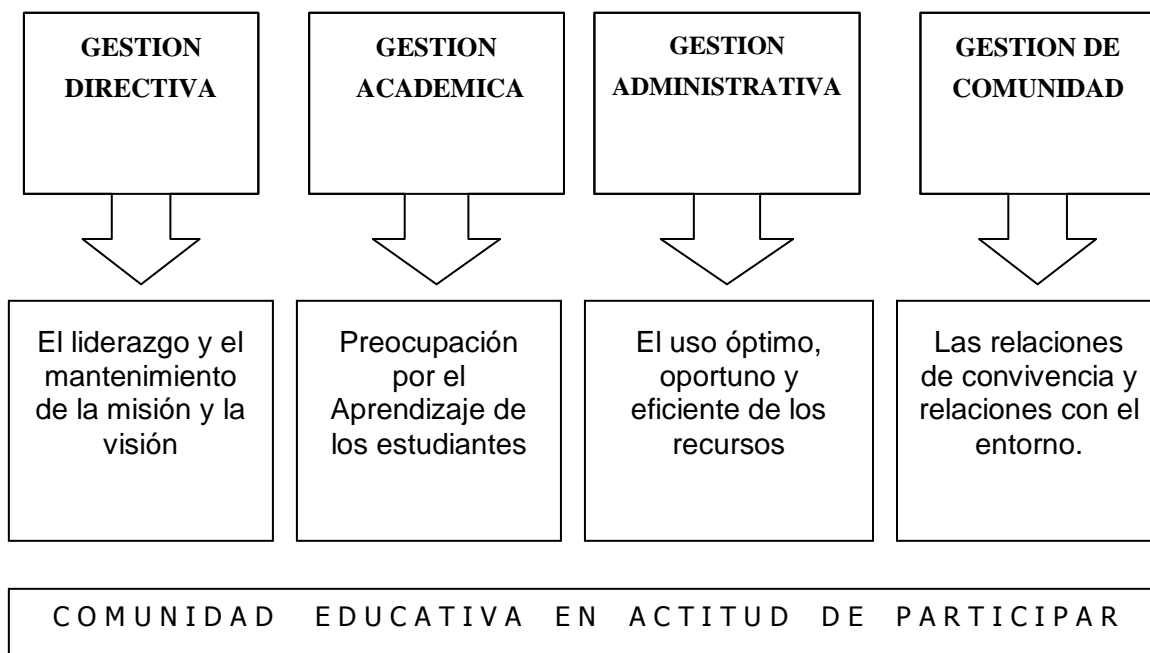 GESTION
DIRECTIVA
GESTION
ACADEMICA
GESTION
ADMINISTRATIVA
GESTION DE
COMUNIDAD
El liderazgo y el
mantenimiento
de la misión y la
visión
Preocupación
por el
Aprendizaje de
los estudiantes
El uso óptimo,
oportuno y
eficiente de los
recursos
Las relaciones
de convivencia y
relaciones con el
entorno.
COMUNIDAD EDUCATIVA EN ACTITUD DE PARTICIPAR